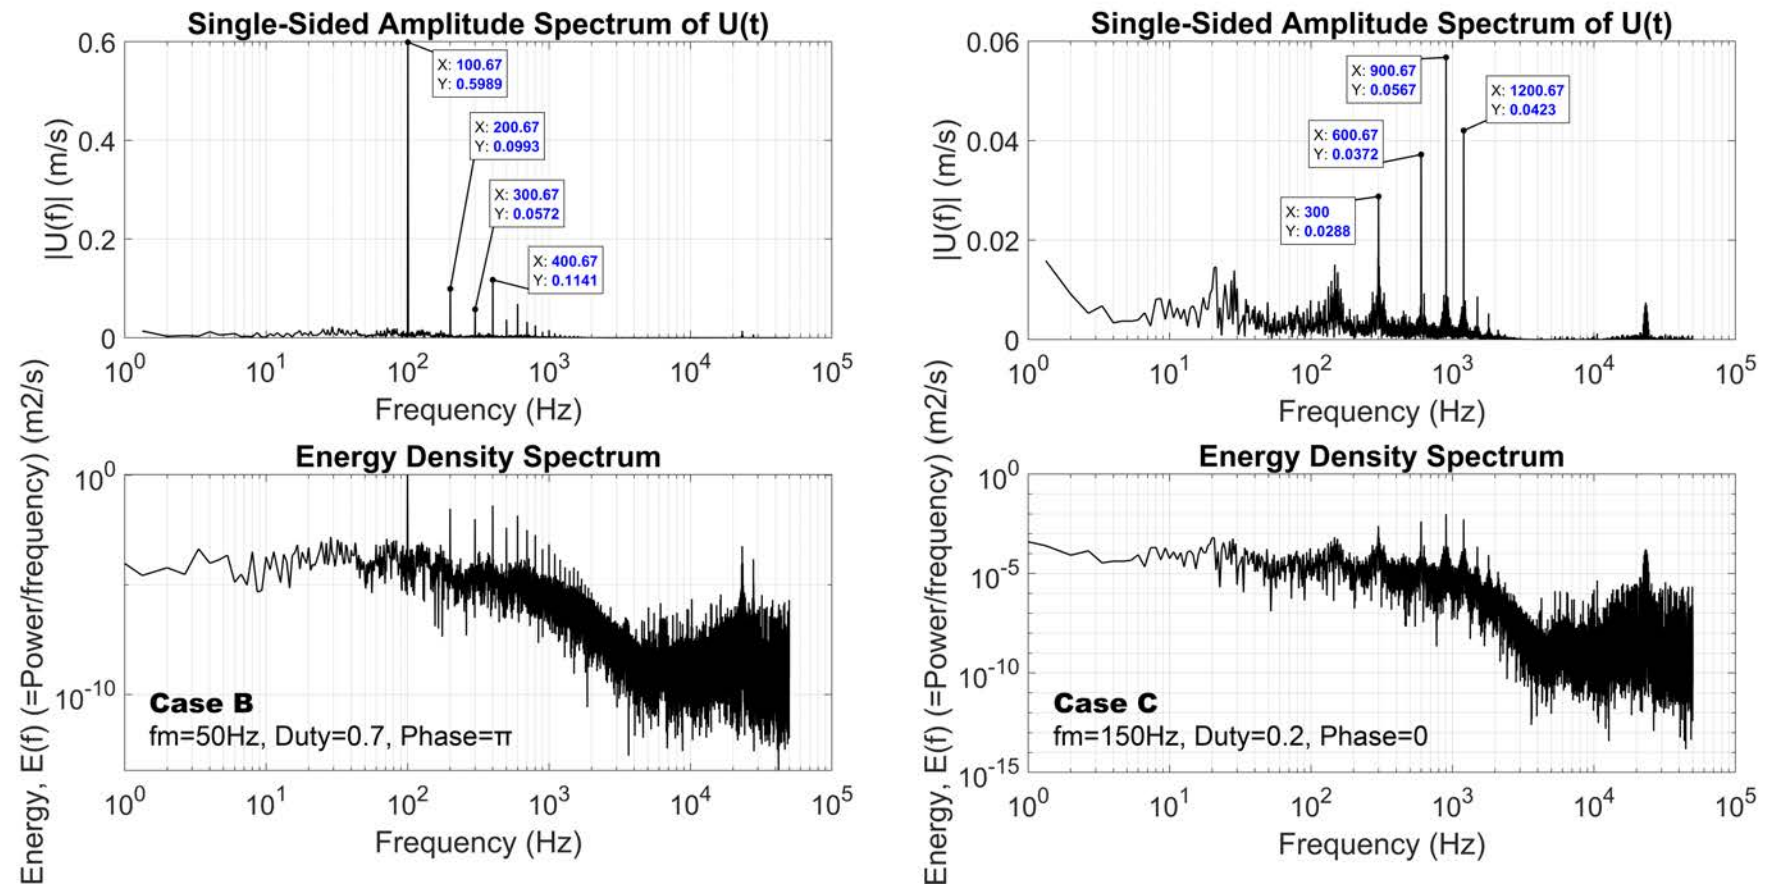 Single-Sided Amplitude Spectrum of U(t)
|U(f)| (m/s)
0.6
0.4
0.2
0
X: 100.67
Y: 0.5989
X: 200.67
Y: 0.0993
X: 300.67
Y: 0.0572
X: 400.67
Y: 0.1141
10^0
10^1
10^2
10^3
10^4
10^5
Frequency (Hz)
Single-Sided Amplitude Spectrum of U(t)
|U(f)| (m/s)
0.06
0.04
0.02
0
X: 900.67
Y: 0.0567
X: 1200.67
Y: 0.0423
X: 600.67
Y: 0.0372
X: 300
Y: 0.0288
10^0
10^1
10^2
10^3
10^4
10^5
Frequency (Hz)
Energy Density Spectrum
Energy, E(f) (=Power/frequency) (m2/s)
10^0
10^-10
Case B
fm=50Hz, Duty=0.7, Phase=π
10^0
10^1
10^2
10^3
10^4
10^5
Frequency (Hz)
Energy Density Spectrum
Energy, E(f) (=Power/frequency) (m2/s)
10^0
10^-5
10^-10
10^-15
Case C
fm=150Hz, Duty=0.2, Phase=0
10^0
10^1
10^2
10^3
10^4
10^5
Frequency (Hz)